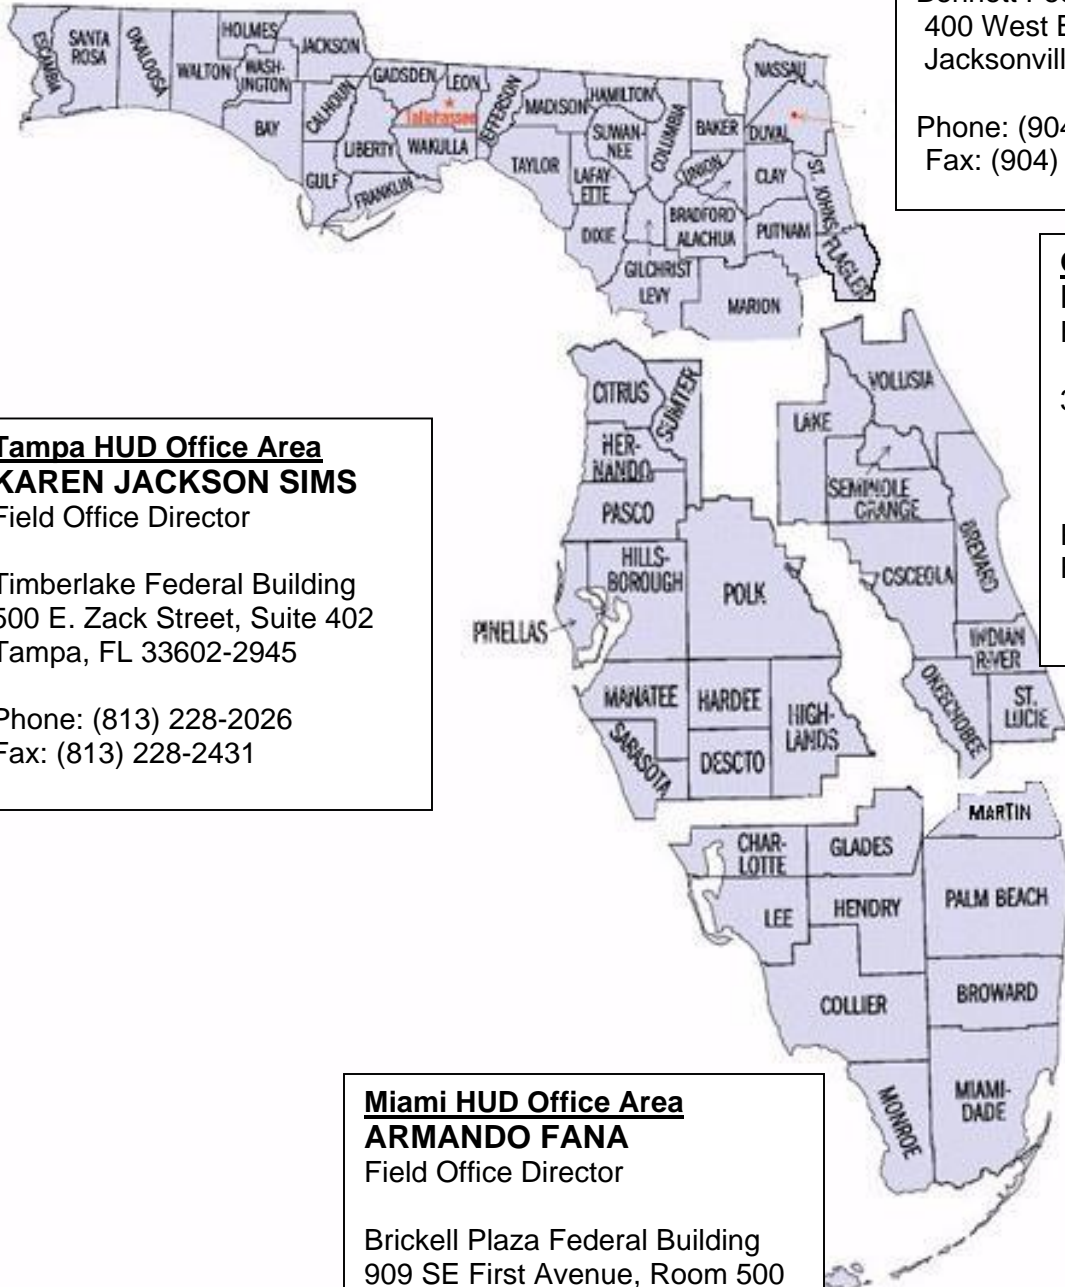 ESCAMBIA
SANTA
ROSA
OKALOOSA
WALTON
HOLMES
WASH-
INGTON
JACKSON
BAY
CALHOUN
GULF
GADSDEN
LIBERTY
FRANKLIN
LEON
Tallahassee
WAKULLA
JEFFERSON
MADISON
TAYLOR
HAMILTON
SUWAN-
NEE
LAFAY
ETTE
DIXIE
COLUMBIA
GILCHRIST
LEVY
BAKER
UNION
BRADFORD
ALACHUA
MARION
NASSAU
DUVAL
CLAY
PUTNAM
ST. JOHNS
FLAGLER
400 West
Jacksonvill
Phone: (904
Fax: (904)
CITRUS
SUMTER
HER-
NANDO
PASCO
HILLS-
BOROUGH
PINELLAS
POLK
MANATEE
HARDEE
HIGH-
LANDS
SARASOTA
DESCTO
VOLUSIA
LAKE
SEMINOLE
ORANGE
BREVARD
OSCEOLA
INDIAN
RIVER
OKEECHOBEE
ST.
LUCIE
Tampa HUD Office Area
KAREN JACKSON SIMS
Field Office Director
Timberlake Federal Building
500 E. Zack Street, Suite 402
Tampa, FL 33602-2945
Phone: (813) 228-2026
Fax: (813) 228-2431
MARTIN
CHAR-
LOTTE
GLADES
LEE
HENDRY
PALM BEACH
COLLIER
BROWARD
MONROE
MIAMI-
DADE
Miami HUD Office Area
ARMANDO FANA
Field Office Director
Brickell Plaza Federal Building
909 SE First Avenue, Room 500